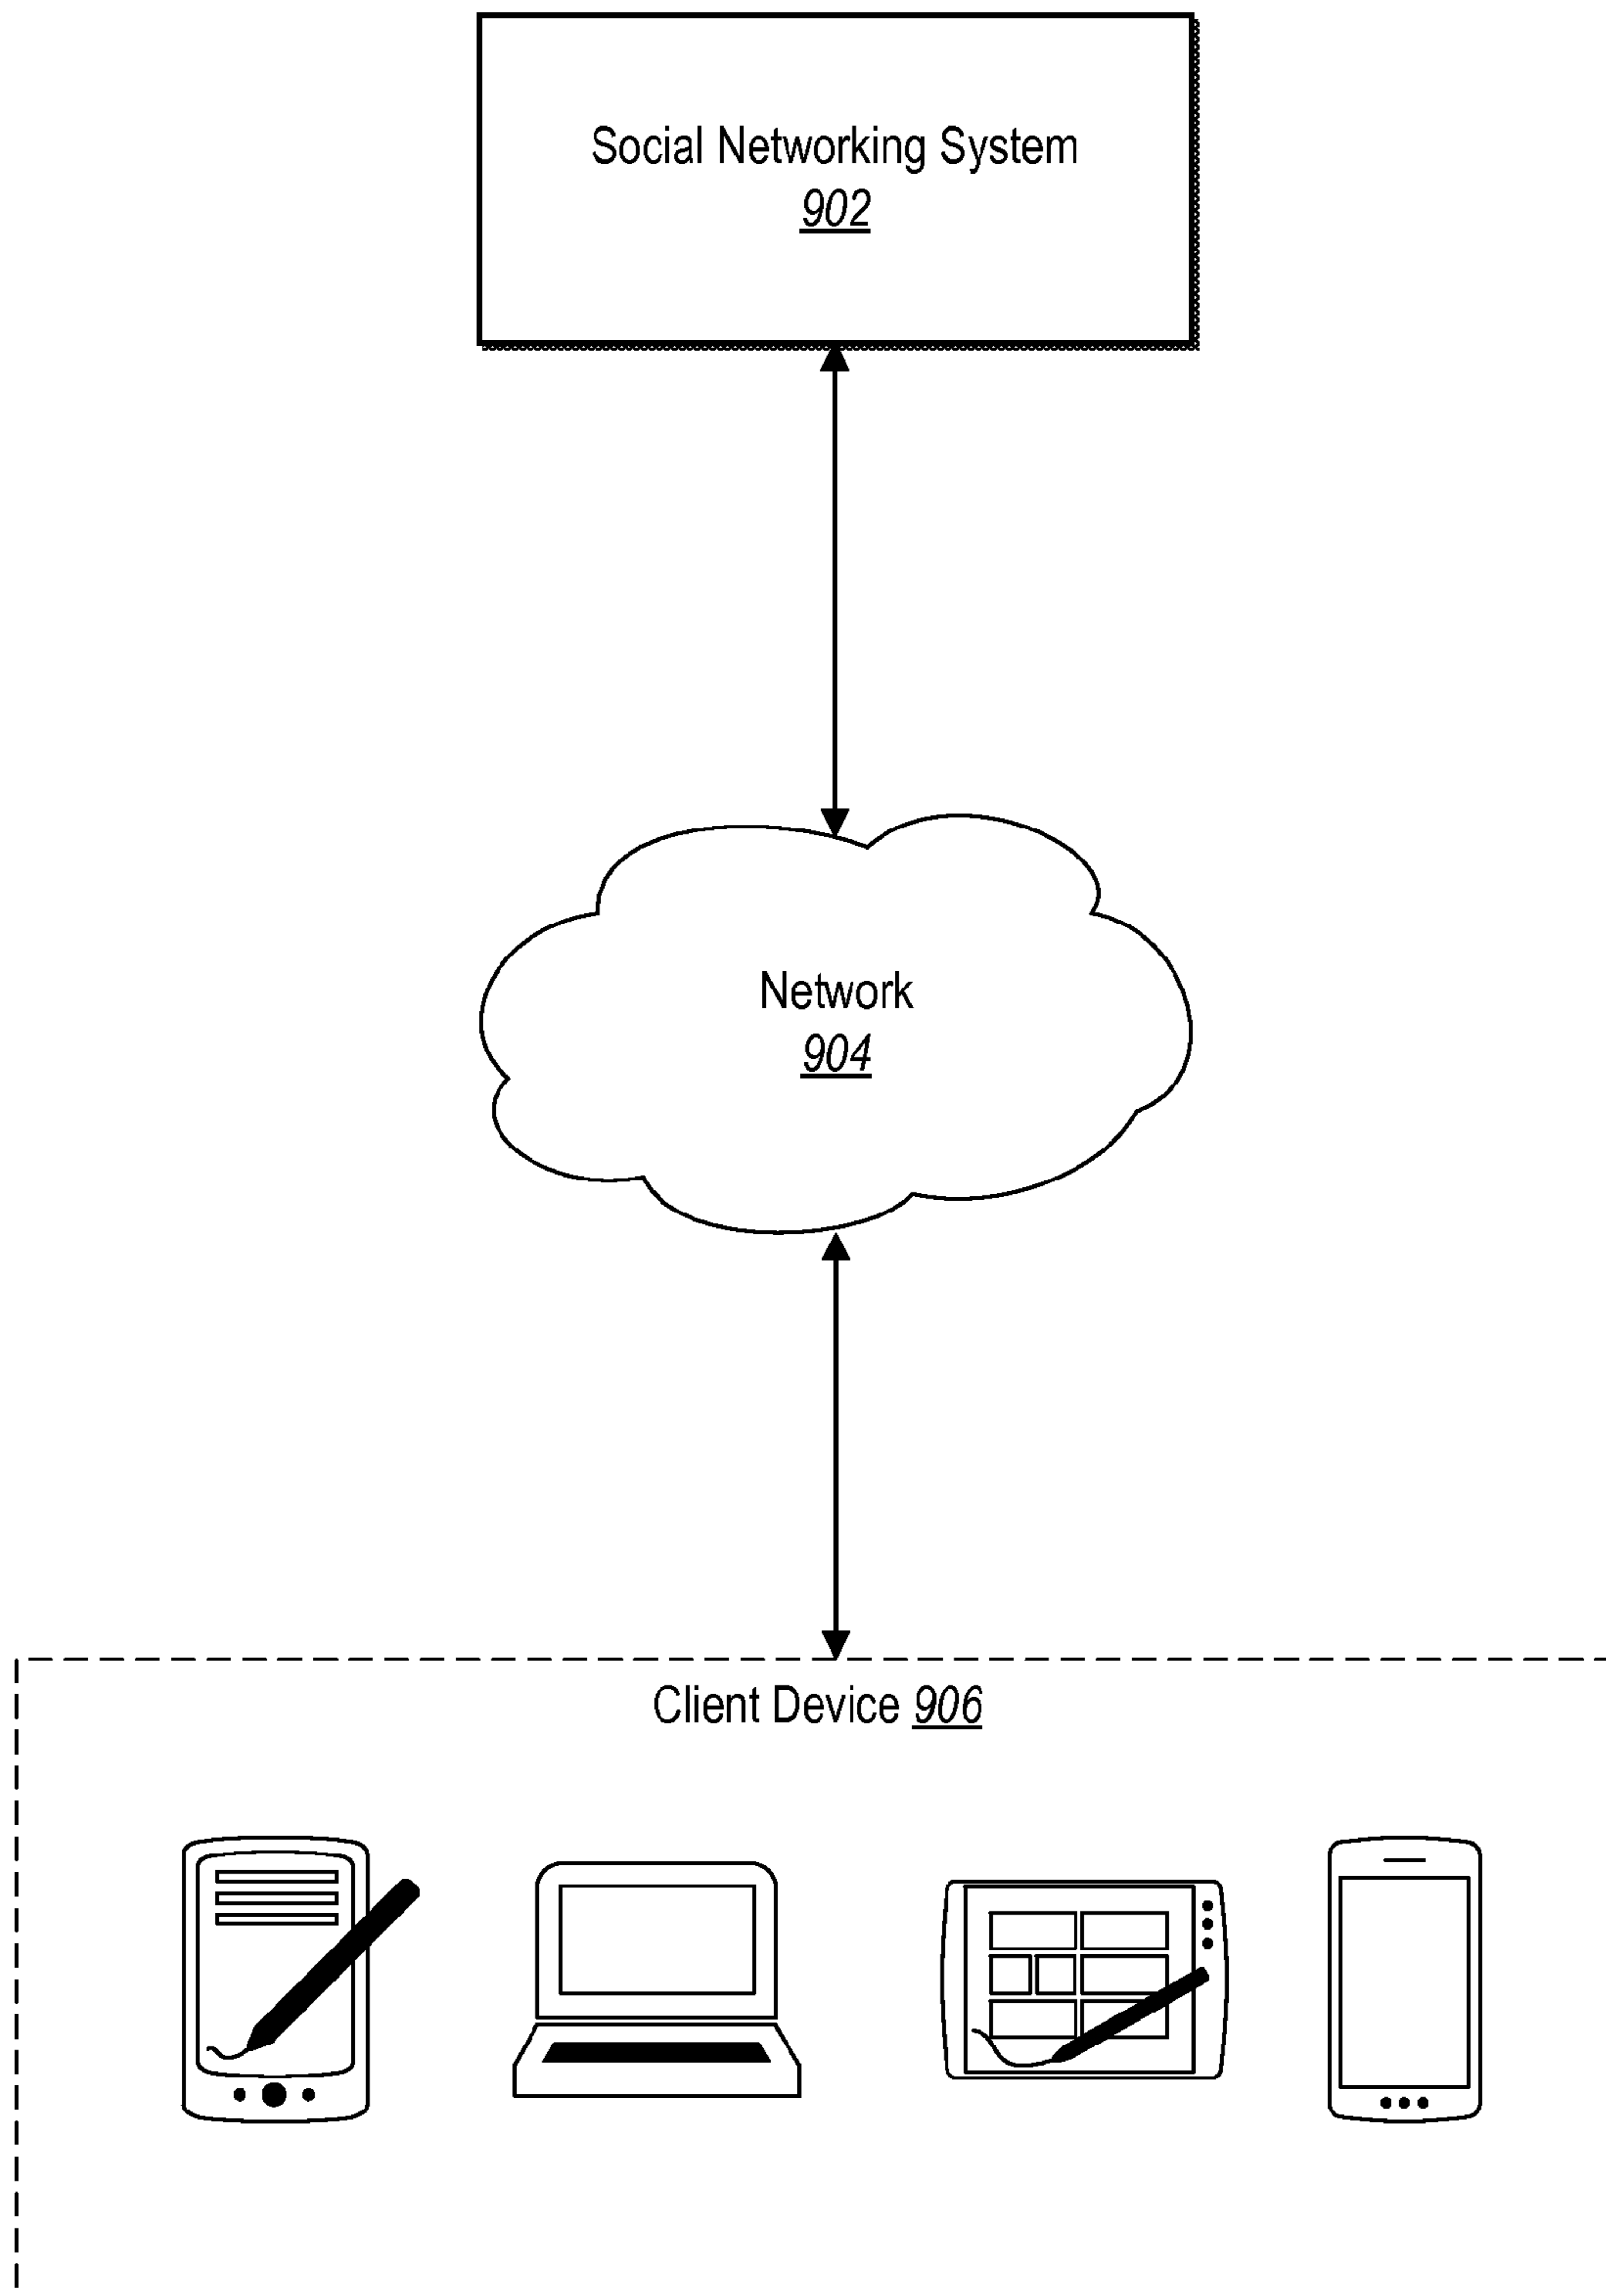 Social Networking System
902
Network
904
Client Device 906